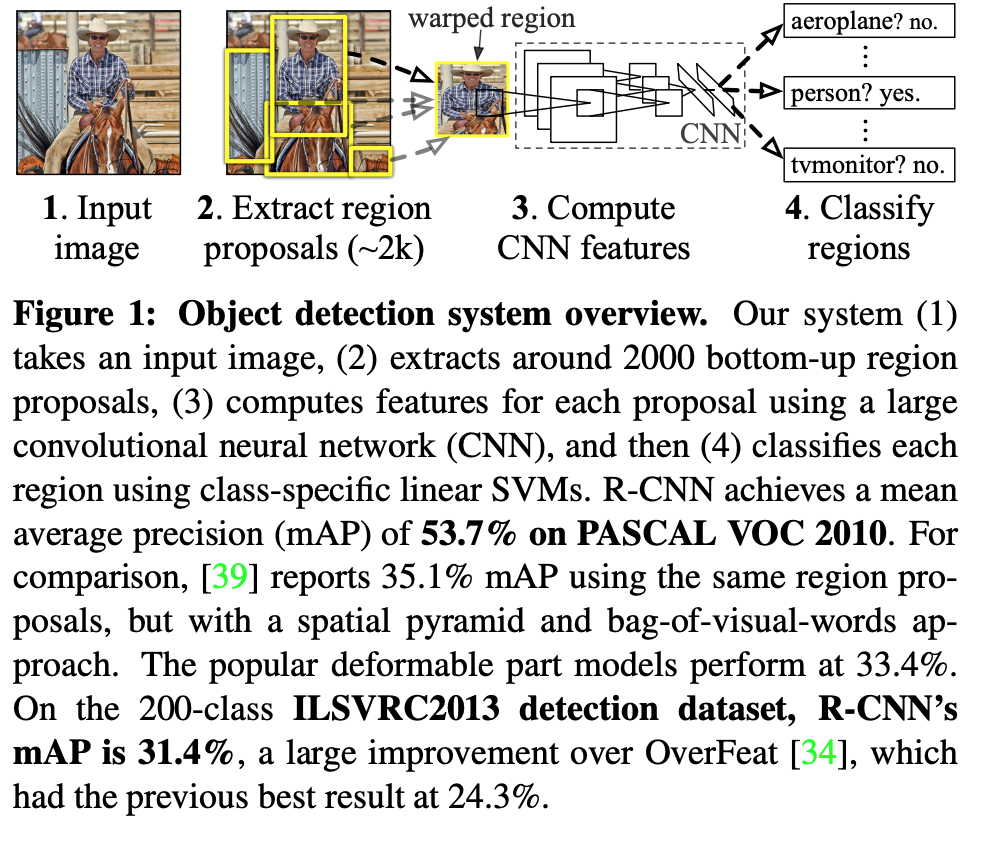 warped region
aeroplane? no.
⋮
person? yes.
CNN
⋮
tvmonitor? no.
1. Input
image
2. Extract region
proposals (~2k)
3. Compute
CNN features
4. Classify
regions
Figure 1: Object detection system overview. Our system (1)
takes an input image, (2) extracts around 2000 bottom-up region
proposals, (3) computes features for each proposal using a large
convolutional neural network (CNN), and then (4) classifies each
region using class-specific linear SVMs. R-CNN achieves a mean
average precision (mAP) of 53.7% on PASCAL VOC 2010. For
comparison, [39] reports 35.1% mAP using the same region pro-
posals, but with a spatial pyramid and bag-of-visual-words ap-
proach. The popular deformable part models perform at 33.4%.
On the 200-class ILSVRC2013 detection dataset, R-CNN’s
mAP is 31.4%, a large improvement over OverFeat [34], which
had the previous best result at 24.3%.